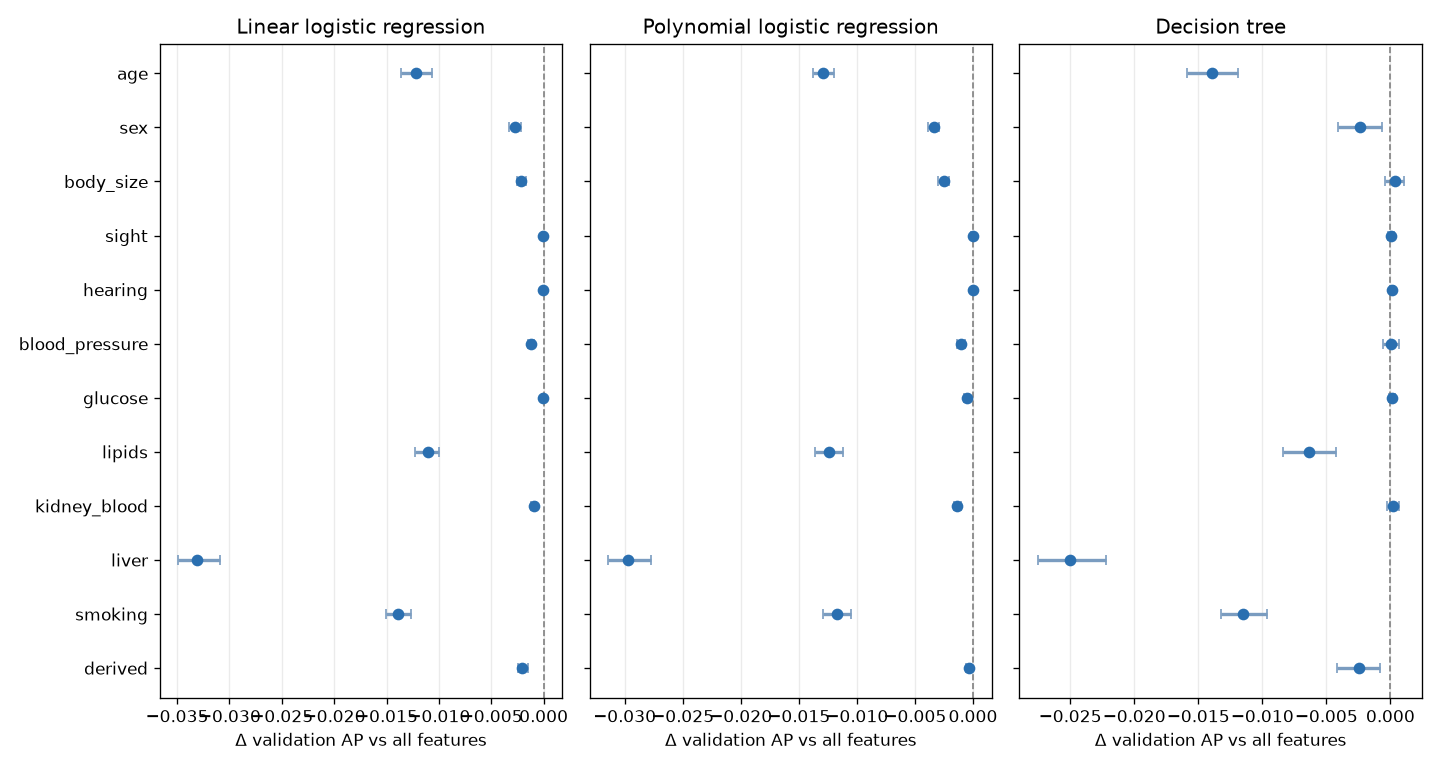 Linear logistic regression
Polynomial logistic regression
Decision tree
age
sex
body_size
sight
hearing
blood_pressure
glucose
lipids
kidney_blood
liver
smoking
derived
−0.035 −0.030 −0.025 −0.020 −0.015 −0.010 −0.005 0.000
−0.030 −0.025 −0.020 −0.015 −0.010 −0.005 0.000
−0.025 −0.020 −0.015 −0.010 −0.005 0.000
Δ validation AP vs all features
Δ validation AP vs all features
Δ validation AP vs all features